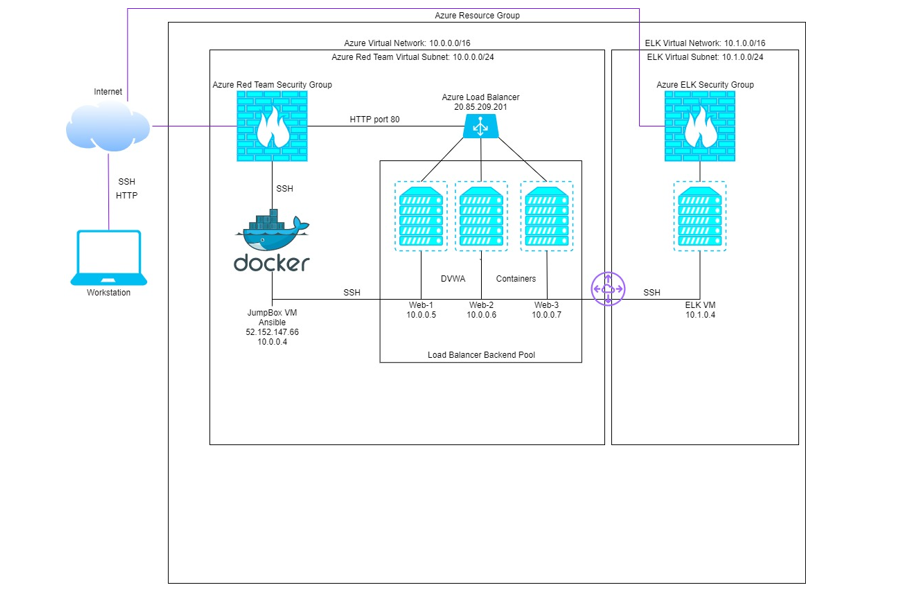 Azure Resource Group
Azure Virtual Network: 10.0.0.0/16
Azure Red Team Virtual Subnet: 10.0.0.0/24
ELK Virtual Network: 10.1.0.0/16
ELK Virtual Subnet: 10.1.0.0/24
Internet
Azure Red Team Security Group
Azure Load Balancer
20.85.209.201
Azure ELK Security Group
HTTP port 80
SSH
HTTP
SSH
docker
Workstation
DVWA
Containers
SSH
SSH
JumpBox VM
Ansible
52.152.147.66
10.0.0.4
Web-1
10.0.0.5
Web-2
10.0.0.6
Web-3
10.0.0.7
ELK VM
10.1.0.4
Load Balancer Backend Pool